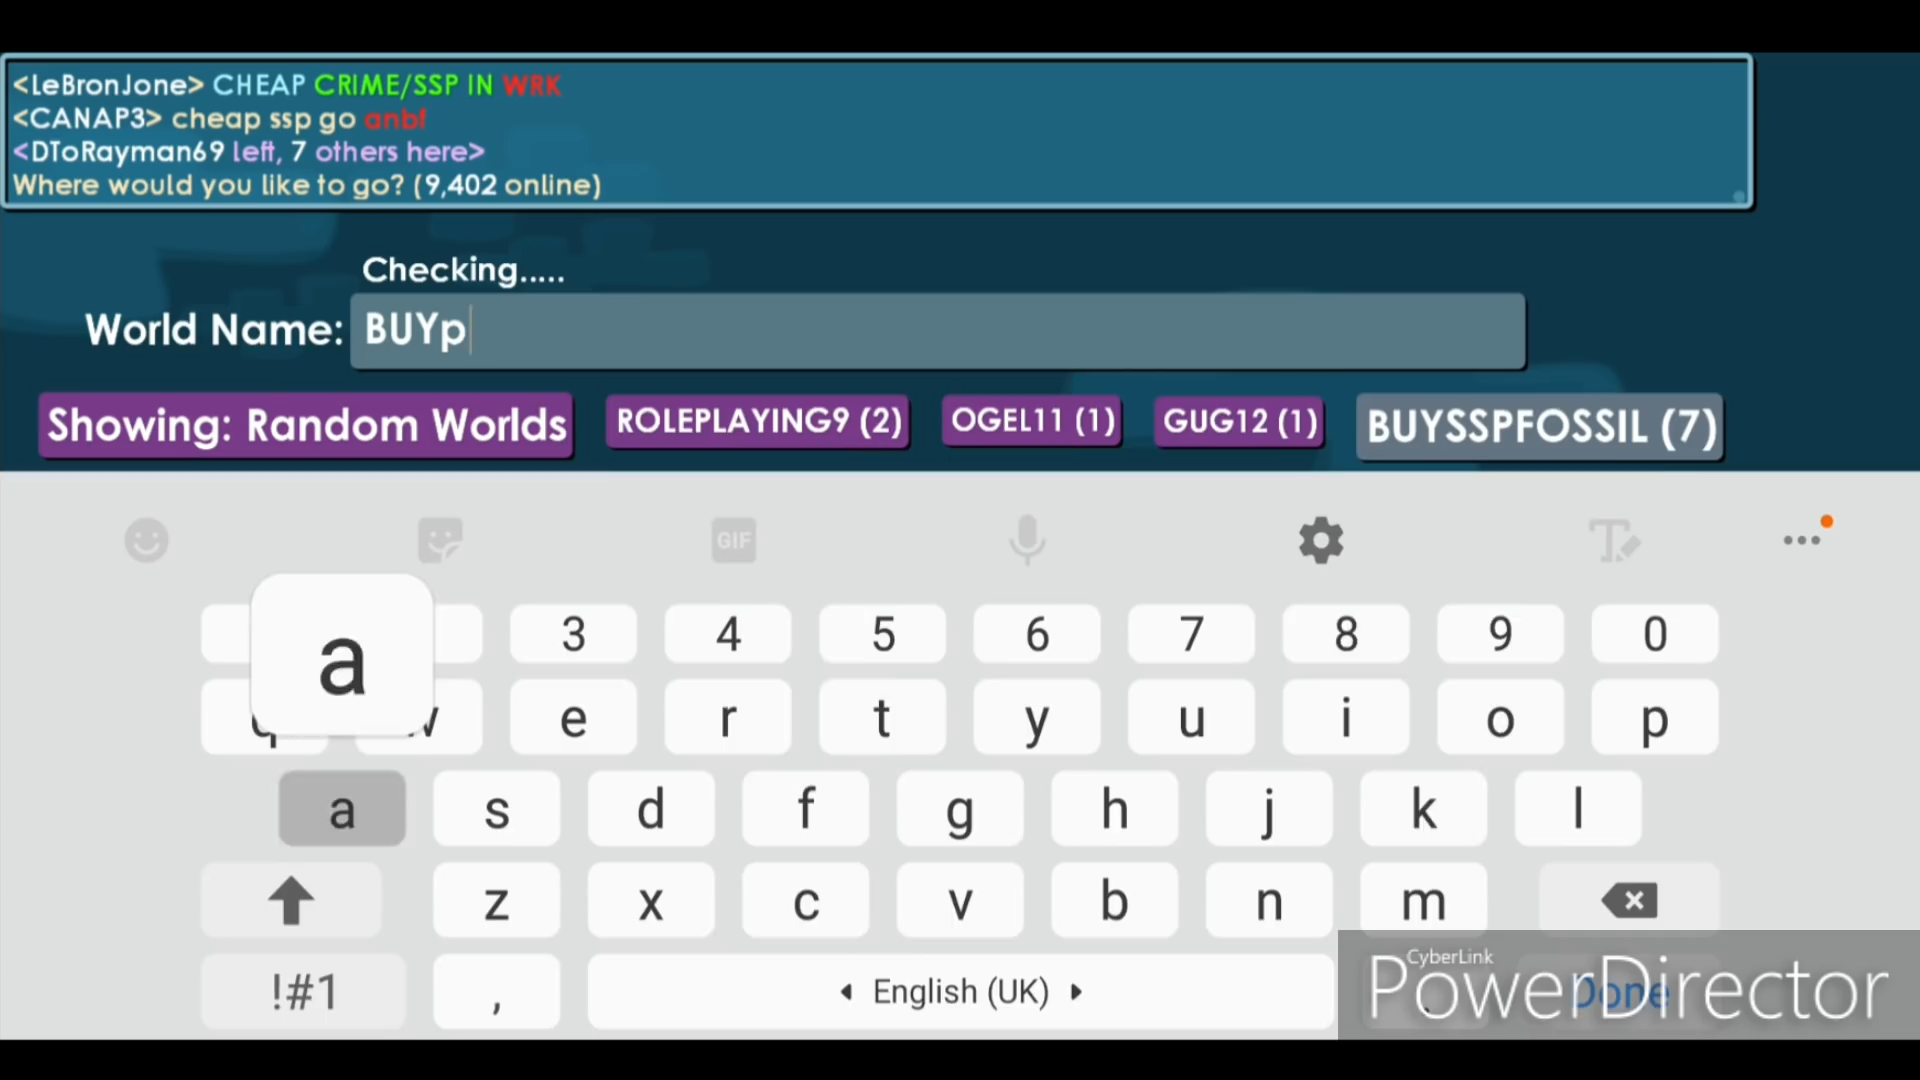 <LeBronJone> CHEAP CRIME/SSP IN WRK
<CANAP3> cheap ssp go anbf
<DToRayman69 left, 7 others here>
Where would you like to go? (9,402 online)
Checking.....
World Name: BUYp
Showing: Random Worlds ROLEPLAYING9 (2) OGEL11 (1) GUG12 (1) BUYSSPFOSSIL (7)
GIF
a
3 4 5 6 7 8 9 0
q w e r t y u i o p
a s d f g h j k l
z x c v b n m
!#1 , English (UK) . Done
CyberLink
PowerDirector